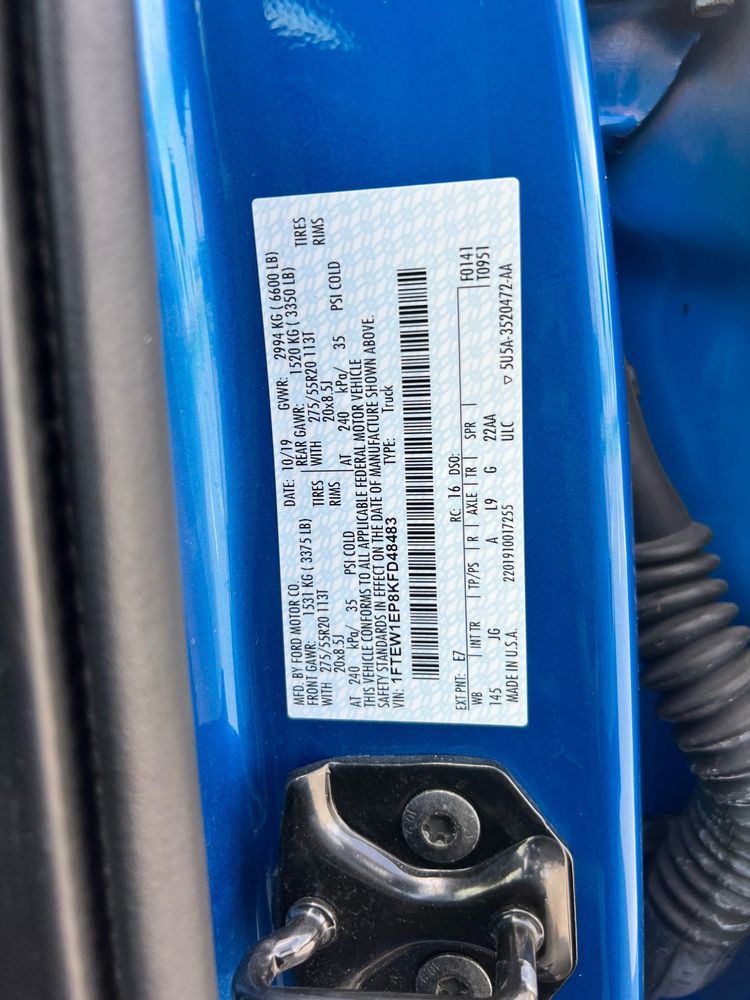 MFD. BY FORD MOTOR CO. DATE: 10/19 GVWR: 2994 KG ( 6600 LB)
FRONT GAWR: 1531 KG ( 3375 LB) REAR GAWR: 1520 KG ( 3350 LB)
WITH 275/55R20 113T TIRES WITH 275/55R20 113T TIRES
20x8.5J RIMS 20x8.5J RIMS
AT 240 kPa/ 35 PSI COLD AT 240 kPa/ 35 PSI COLD
THIS VEHICLE CONFORMS TO ALL APPLICABLE FEDERAL MOTOR VEHICLE
SAFETY STANDARDS IN EFFECT ON THE DATE OF MANUFACTURE SHOWN ABOVE.
VIN: 1FTEW1EP8KFD48483 TYPE: Truck
F0141
EXT PNT: E7 RC: 16 DSO: T0951
WB INT TR TP/PS R AXLE TR SPR
145 JG A L9 G 22AA
MADE IN U.S.A. 2201910017255 ULC ▽ 5U5A-3520472-AA